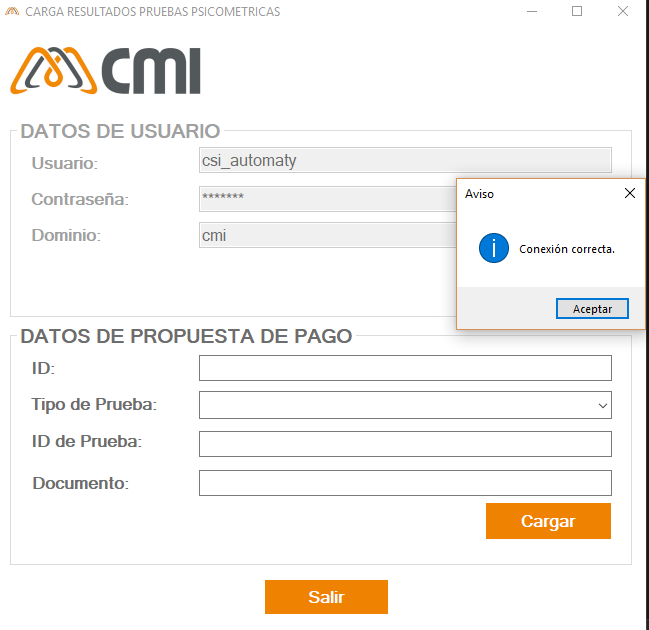 CARGA RESULTADOS PRUEBAS PSICOMETRICAS
cmi
DATOS DE USUARIO
Usuario: csi_automaty
Contraseña: *******
Dominio: cmi
Aviso
Conexión correcta.
Aceptar
DATOS DE PROPUESTA DE PAGO
ID:
Tipo de Prueba:
ID de Prueba:
Documento:
Cargar
Salir